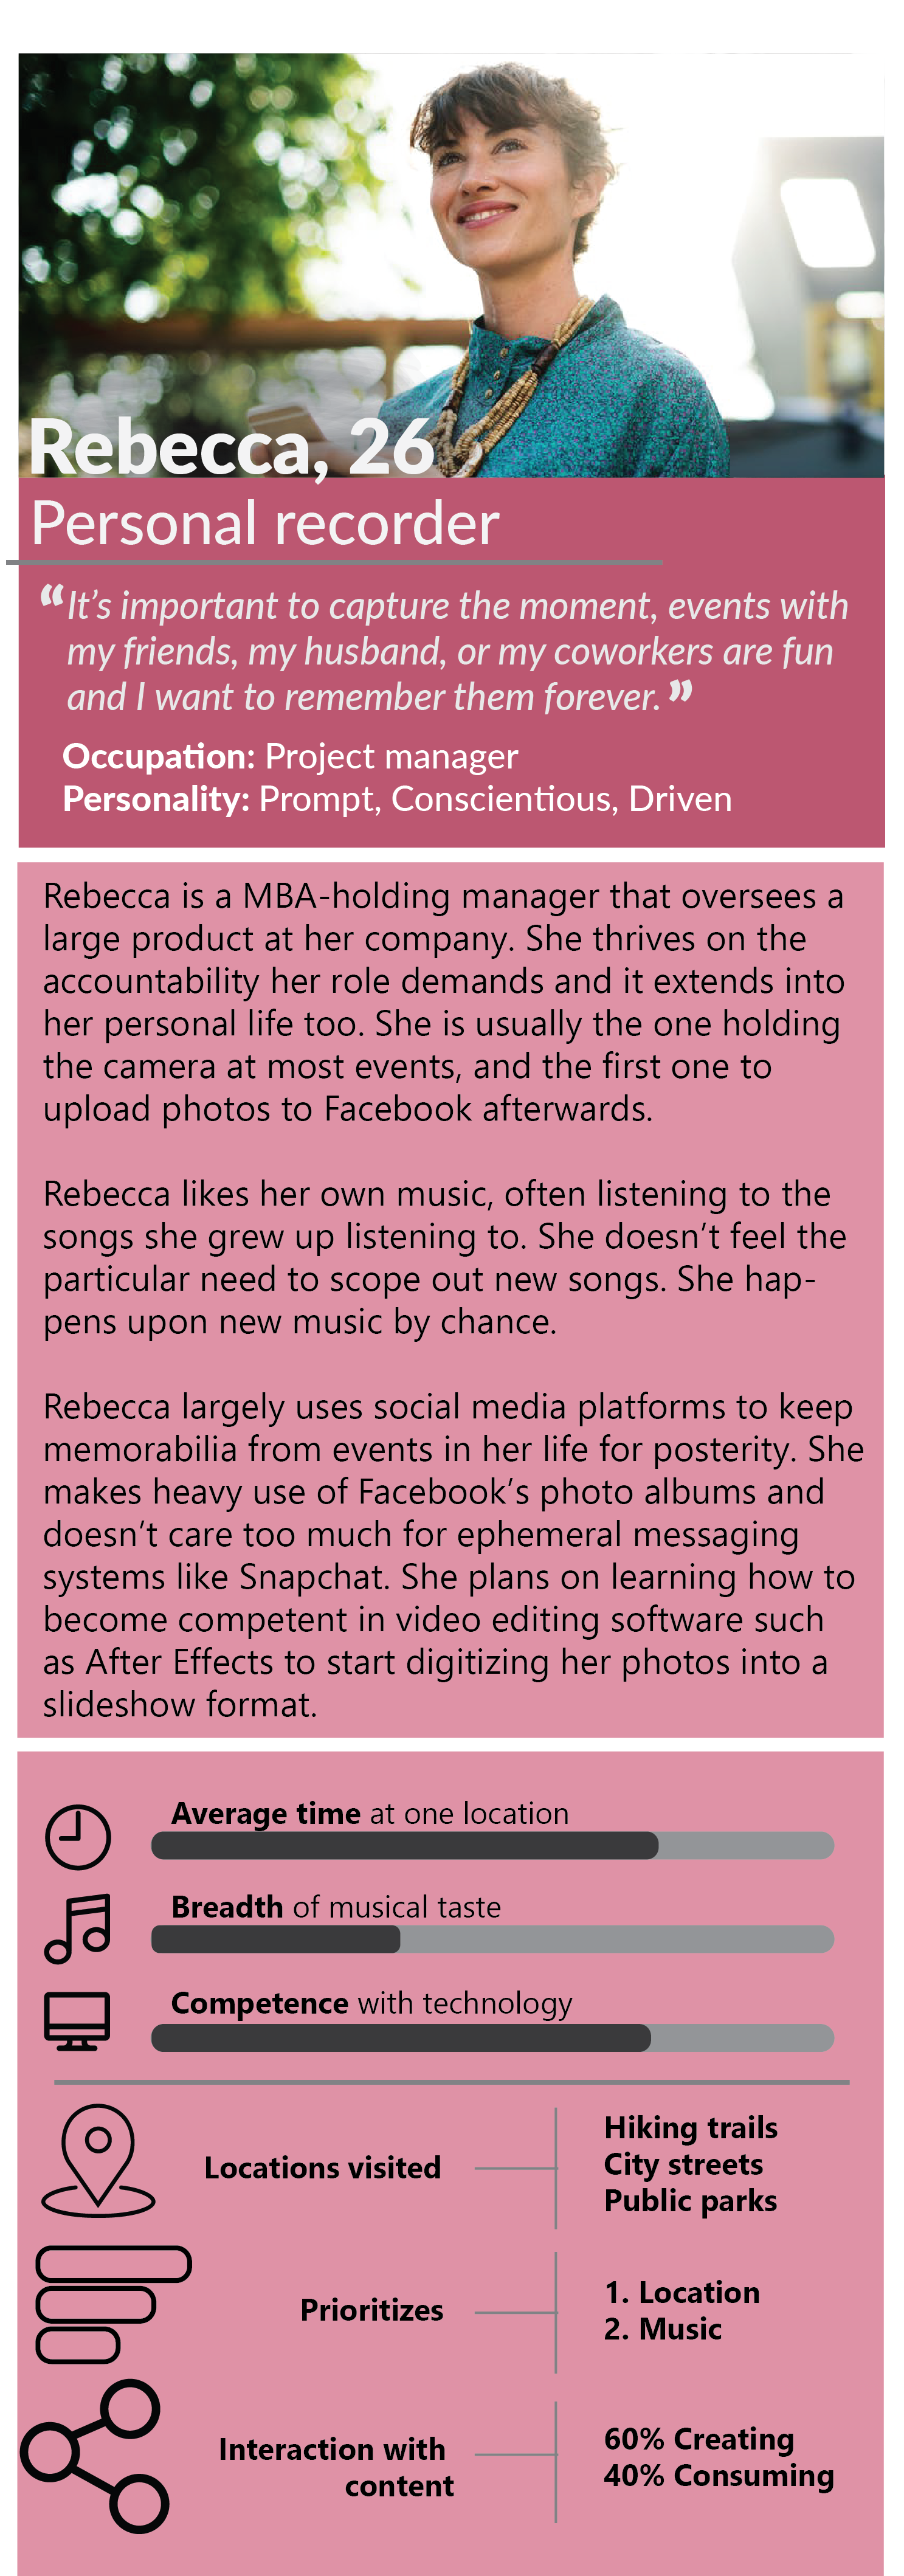 Rebecca, 26
Personal recorder
“It’s important to capture the moment, events with
my friends, my husband, or my coworkers are fun
and I want to remember them forever.”
Occupation: Project manager
Personality: Prompt, Conscientious, Driven
Rebecca is a MBA-holding manager that oversees a
large product at her company. She thrives on the
accountability her role demands and it extends into
her personal life too. She is usually the one holding
the camera at most events, and the first one to
upload photos to Facebook afterwards.
Rebecca likes her own music, often listening to the
songs she grew up listening to. She doesn’t feel the
particular need to scope out new songs. She hap-
pens upon new music by chance.
Rebecca largely uses social media platforms to keep
memorabilia from events in her life for posterity. She
makes heavy use of Facebook’s photo albums and
doesn’t care too much for ephemeral messaging
systems like Snapchat. She plans on learning how to
become competent in video editing software such
as After Effects to start digitizing her photos into a
slideshow format.
Average time at one location
Breadth of musical taste
Competence with technology
Locations visited
Hiking trails
City streets
Public parks
Prioritizes
1. Location
2. Music
Interaction with
content
60% Creating
40% Consuming